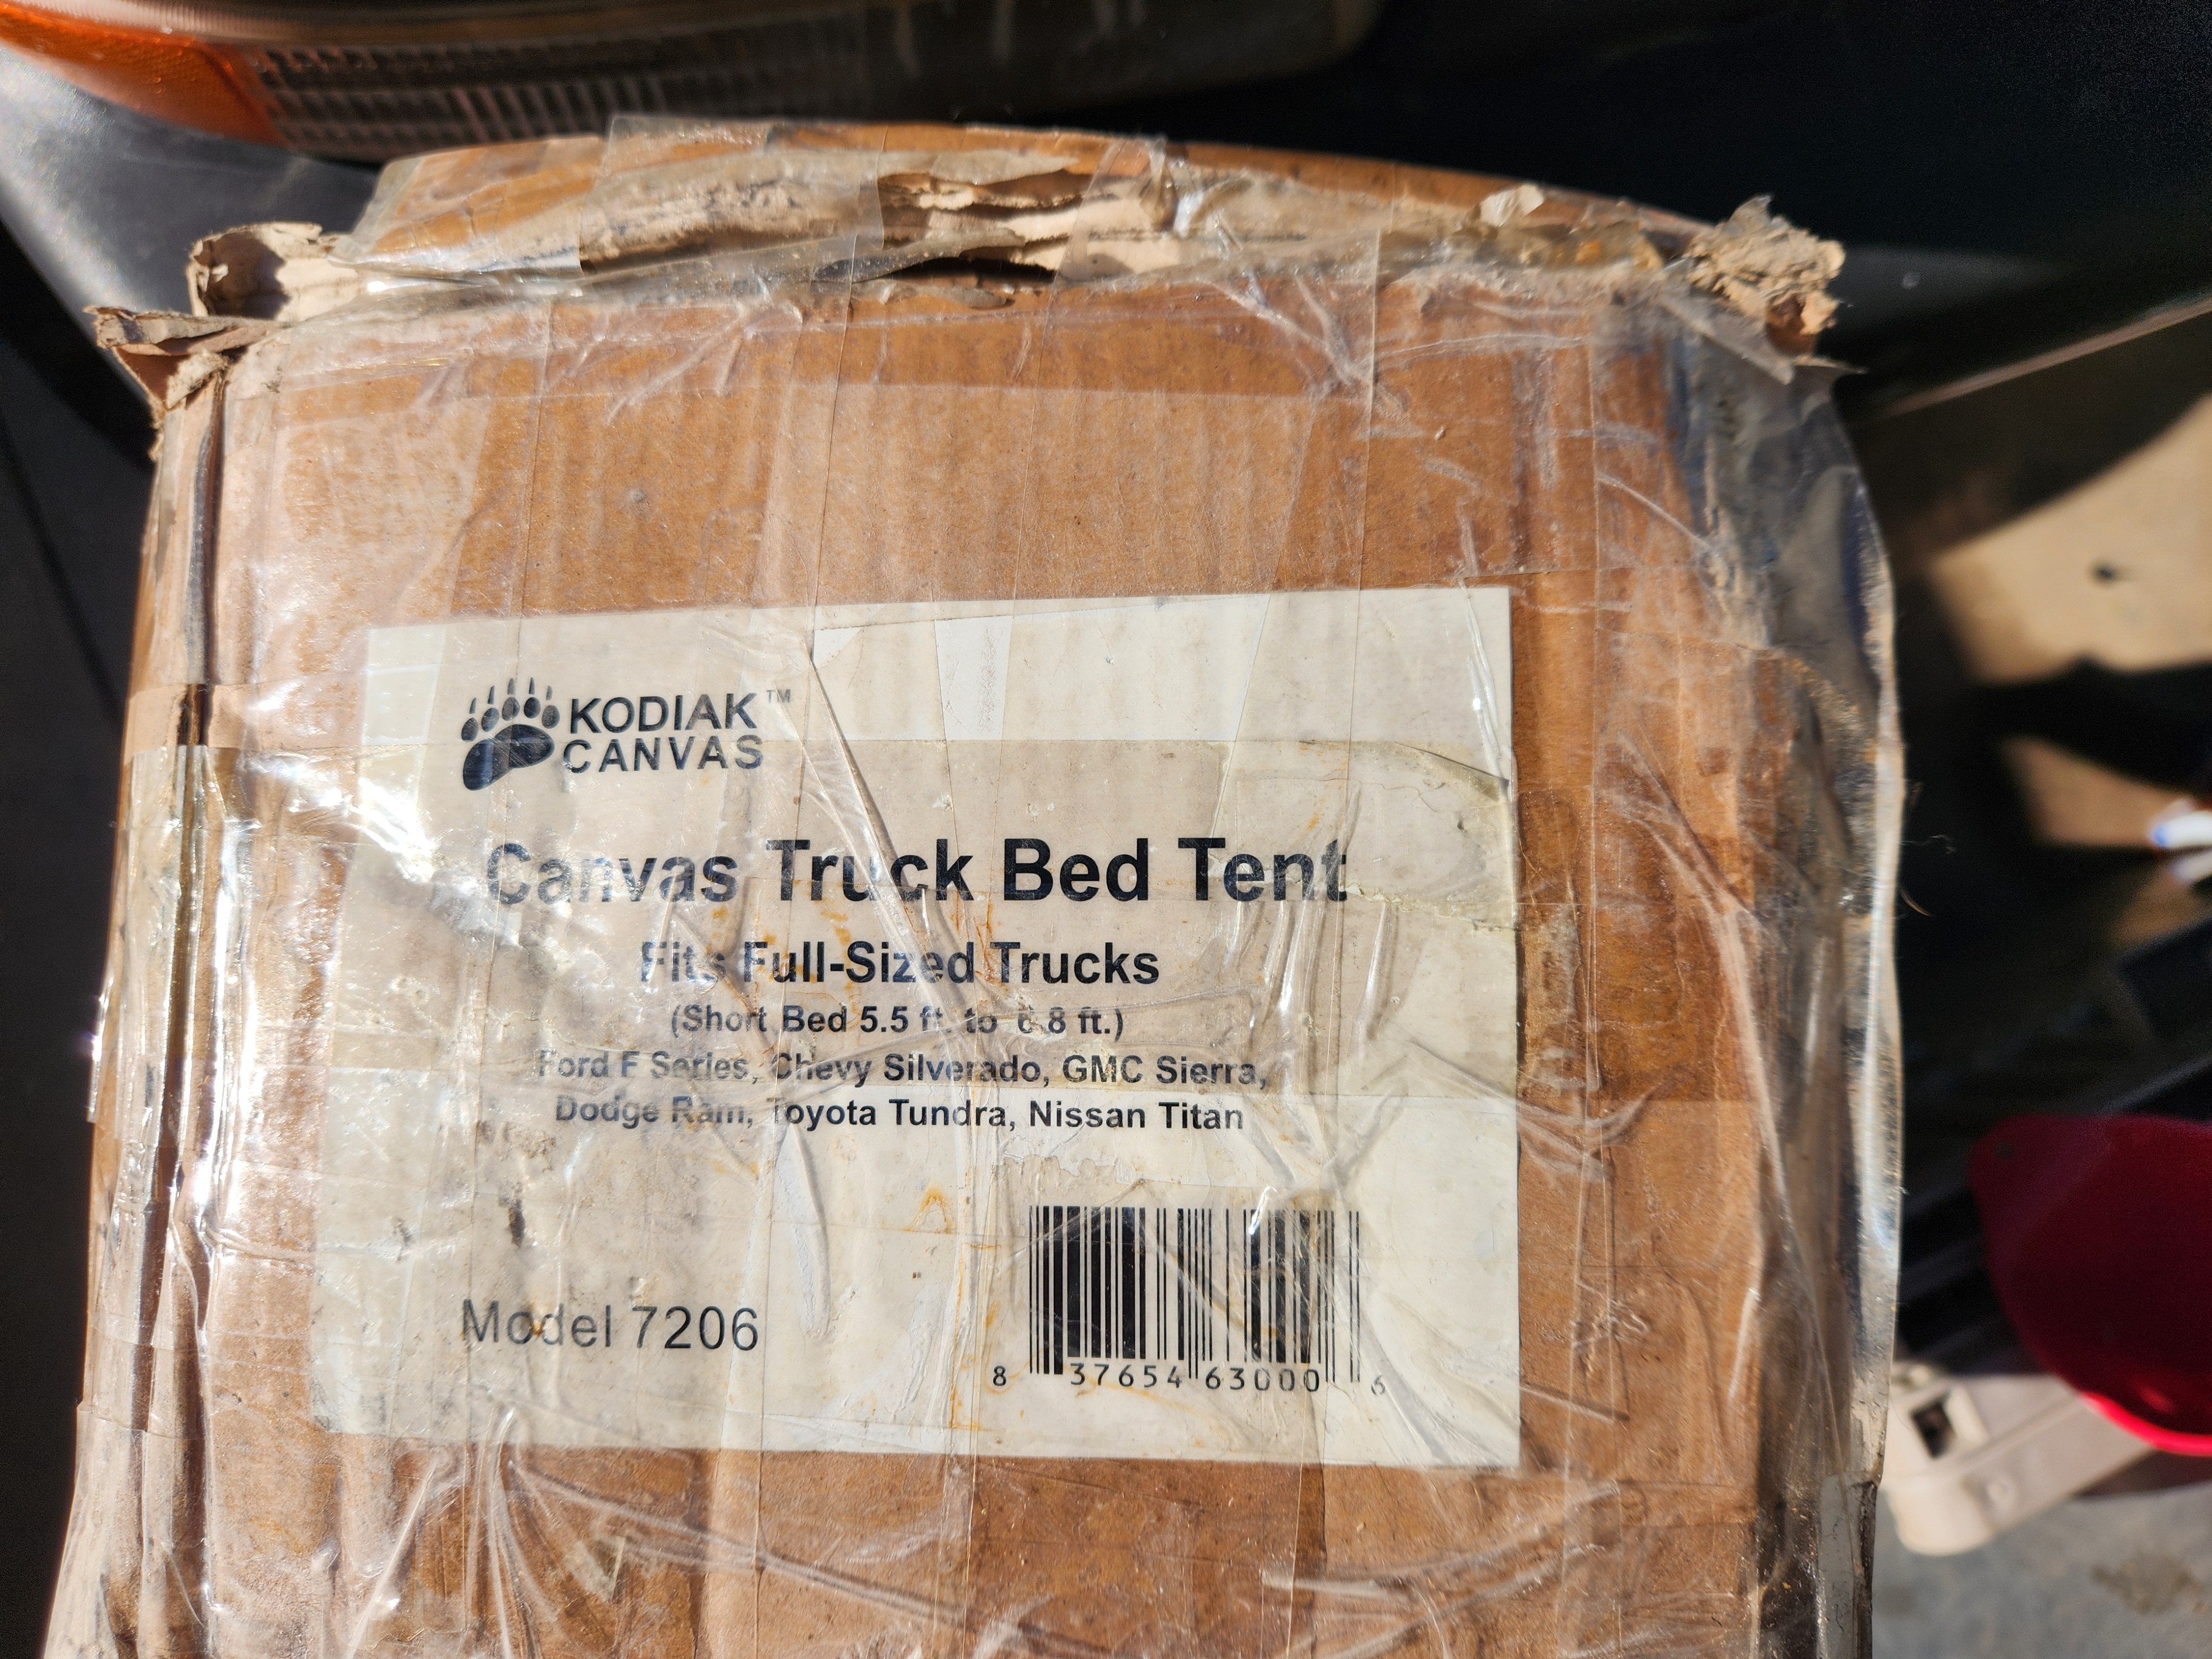 KODIAK™
CANVAS
Canvas Truck Bed Tent
Fits Full-Sized Trucks
(Short Bed 5.5 ft. to 6.8 ft.)
Ford F Series, Chevy Silverado, GMC Sierra,
Dodge Ram, Toyota Tundra, Nissan Titan
Model 7206
8 37654 63000 6